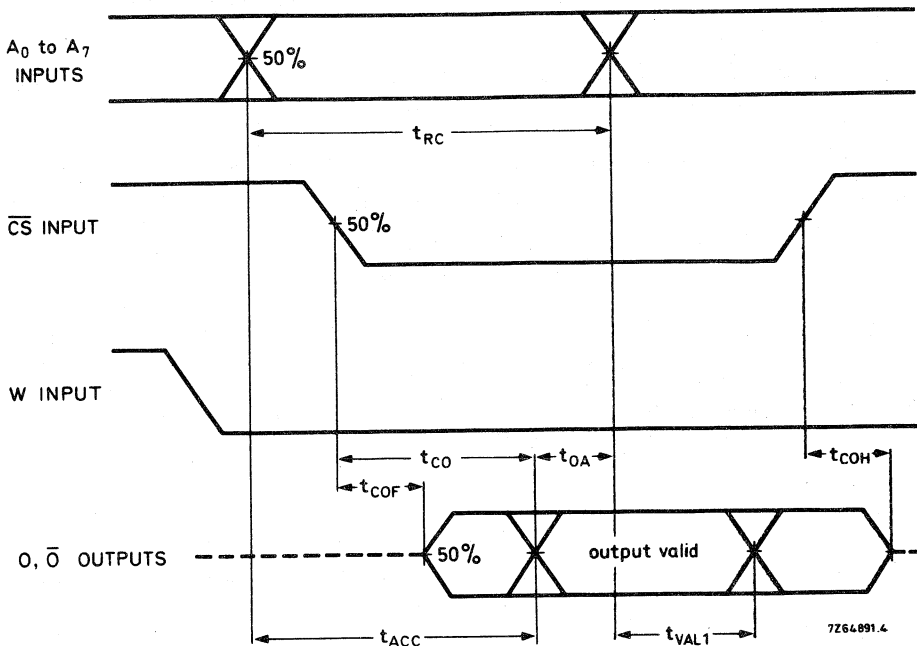 A0 to A7
INPUTS
50%
tRC
CS INPUT
50%
W INPUT
tCO
tOA
tCOH
tCOF
O, O OUTPUTS
50%
output valid
tACC
tVAL1
7Z64891.4